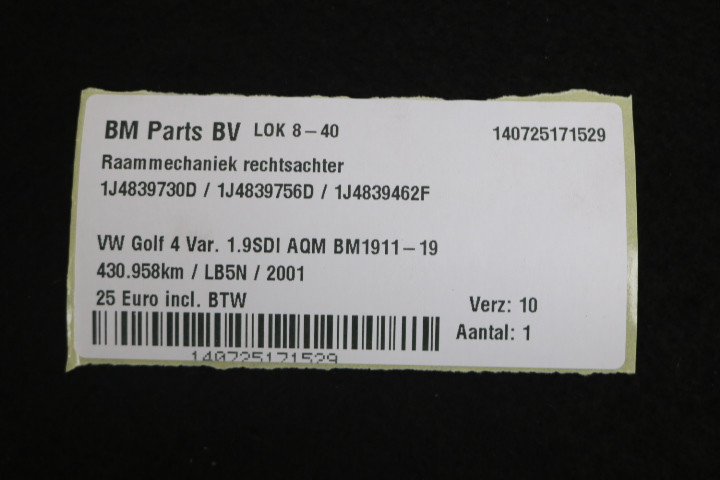 BM Parts BV LOK 8-40 140725171529
Raammechaniek rechtsachter
1J4839730D / 1J4839756D / 1J4839462F
VW Golf 4 Var. 1.9SDI AQM BM1911-19
430.958km / LB5N / 2001
25 Euro incl. BTW Verz: 10
Aantal: 1
140725171529